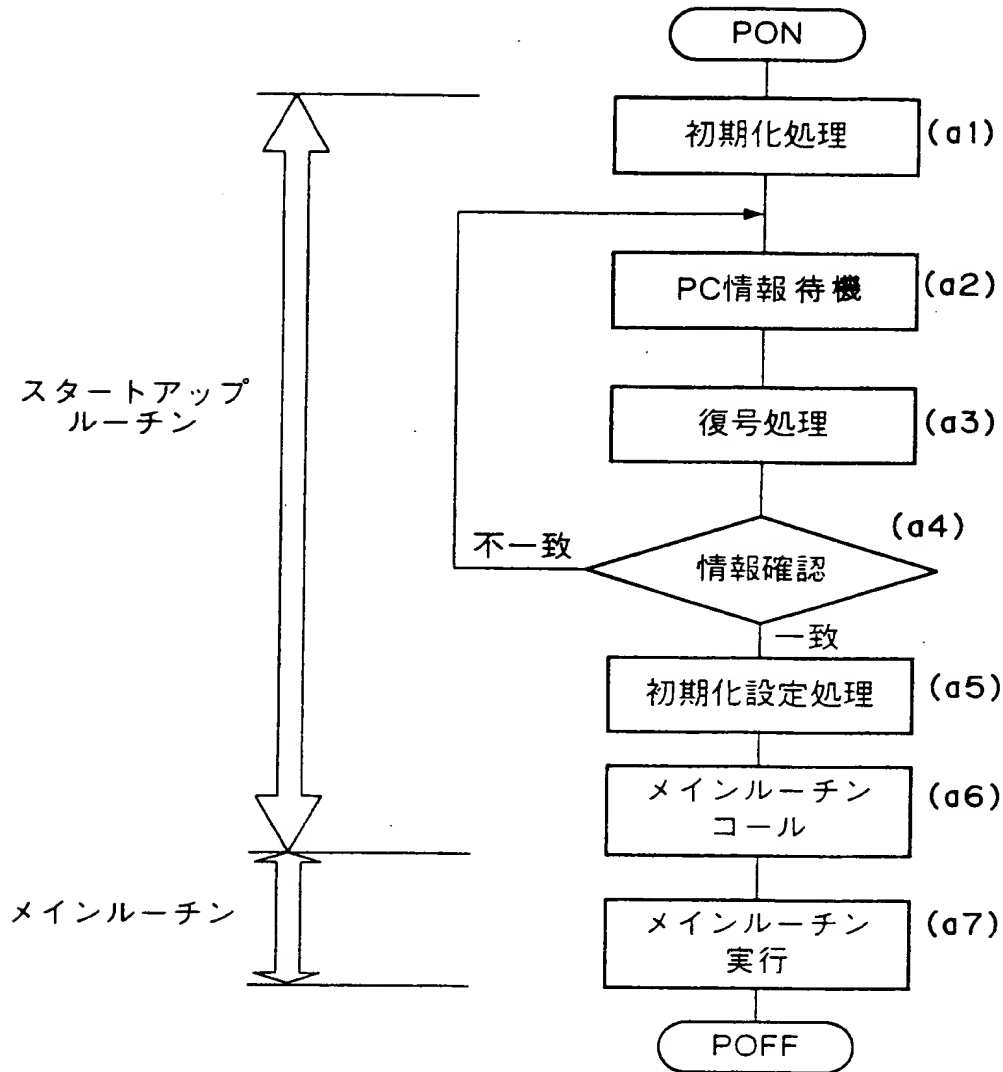 PON
初期化処理
(a1)
PC情報待機
(a2)
スタートアップ
ルーチン
復号処理
(a3)
(a4)
不一致
情報確認
一致
初期化設定処理
(a5)
メインルーチン
コール
(a6)
メインルーチン
メインルーチン
実行
(a7)
POFF